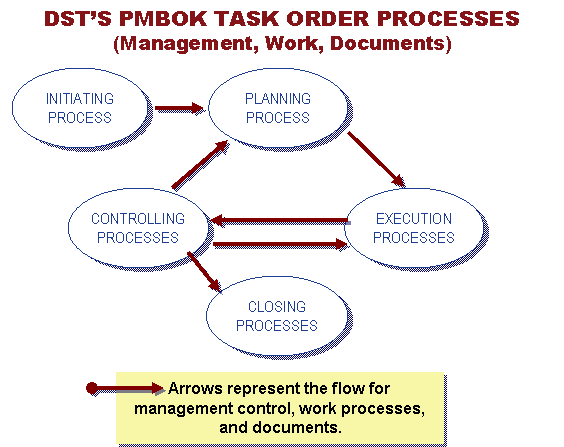 DST'S PMBOK TASK ORDER PROCESSES
(Management, Work, Documents)
INITIATING
PROCESS
PLANNING
PROCESS
CONTROLLING
PROCESSES
EXECUTION
PROCESSES
CLOSING
PROCESSES
Arrows represent the flow for
management control, work processes,
and documents.